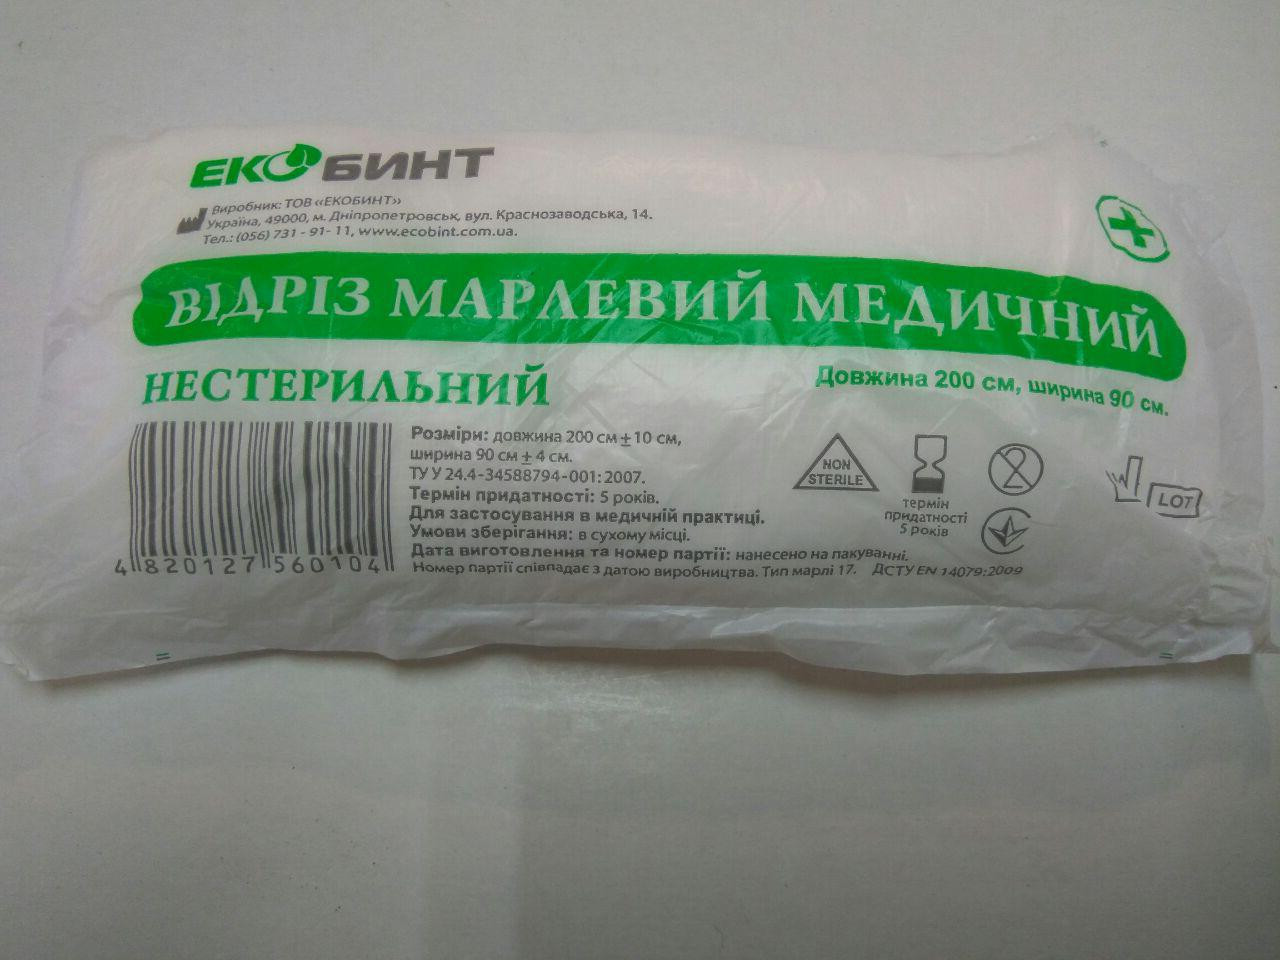 ЕКОБИНТ
Виробник: ТОВ «ЕКОБИНТ»
Україна, 49000, м. Дніпропетровськ, вул. Краснозаводська, 14.
Тел.: (056) 731 - 91- 11, www.ecobint.com.ua.
ВІДРІЗ МАРЛЕВИЙ МЕДИЧНИЙ
НЕСТЕРИЛЬНИЙ
Довжина 200 см, ширина 90 см.
Розміри: довжина 200 см ± 10 см,
ширина 90 см ± 4 см.
ТУ У 24.4-34588794-001:2007.
Термін придатності: 5 років.
Для застосування в медичній практиці.
Умови зберігання: в сухому місці.
Дата виготовлення та номер партії: нанесено на пакуванні.
Номер партії співпадає з датою виробництва. Тип марлі 17. ДСТУ EN 14079:2009
4 820127 560104
NON
STERILE
термін
придатності
5 років
2
LOT